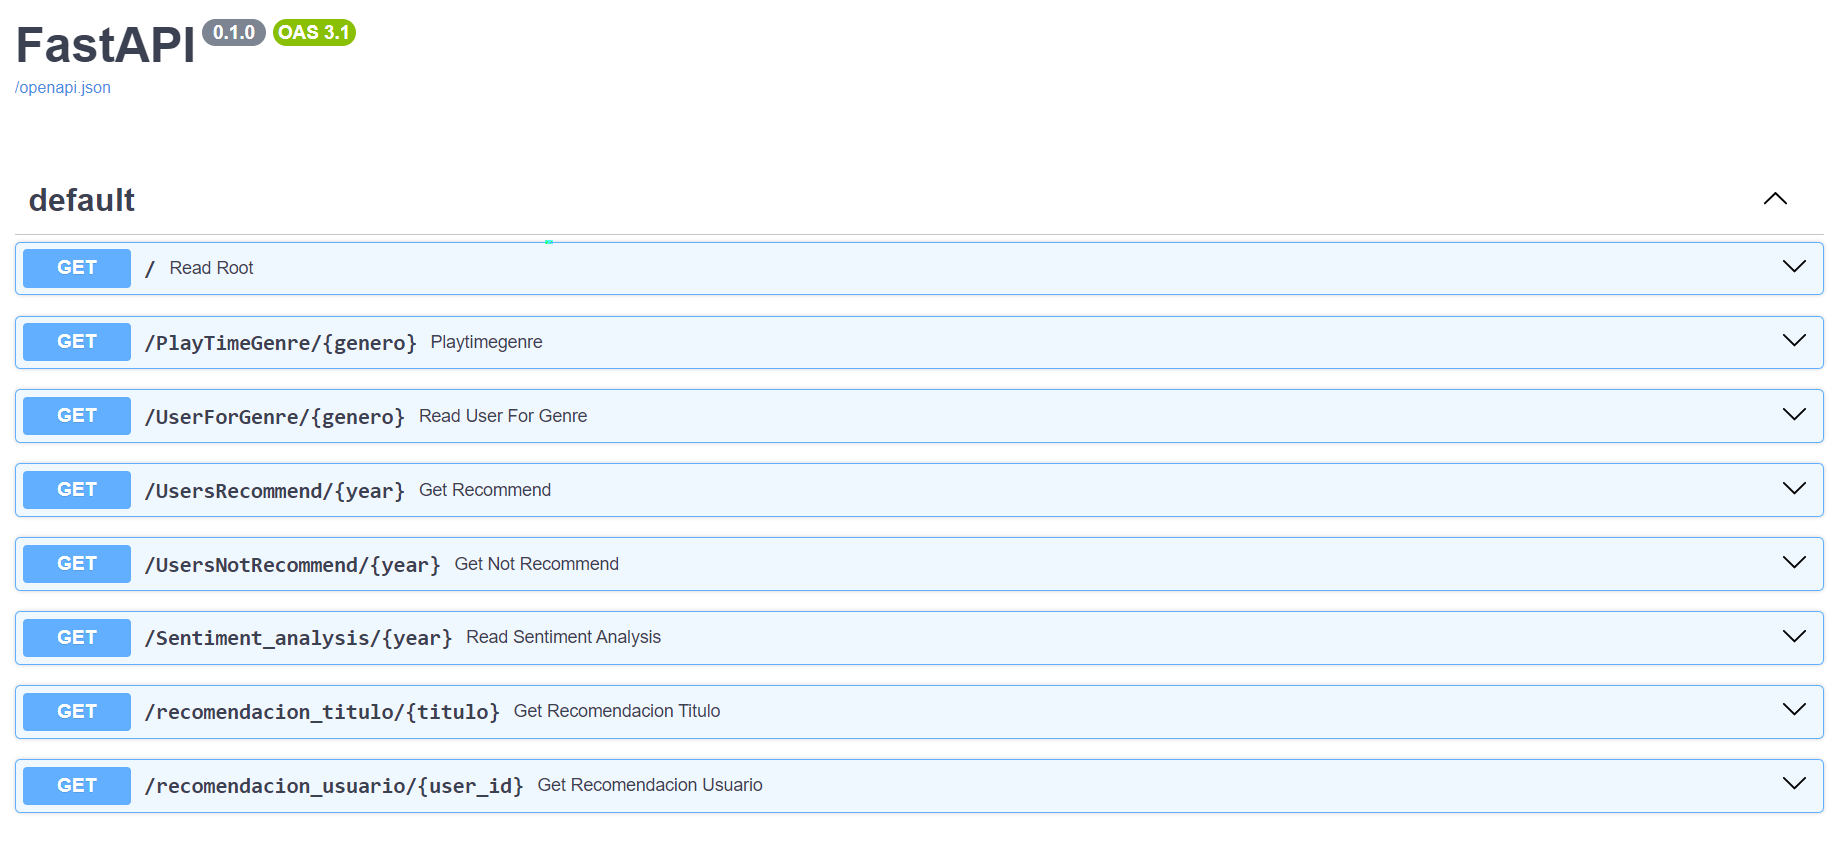 FastAPI 0.1.0 OAS 3.1
/openapi.json
default
GET / Read Root
GET /PlayTimeGenre/{genero} Playtimegenre
GET /UserForGenre/{genero} Read User For Genre
GET /UsersRecommend/{year} Get Recommend
GET /UsersNotRecommend/{year} Get Not Recommend
GET /Sentiment_analysis/{year} Read Sentiment Analysis
GET /recomendacion_titulo/{titulo} Get Recomendacion Titulo
GET /recomendacion_usuario/{user_id} Get Recomendacion Usuario